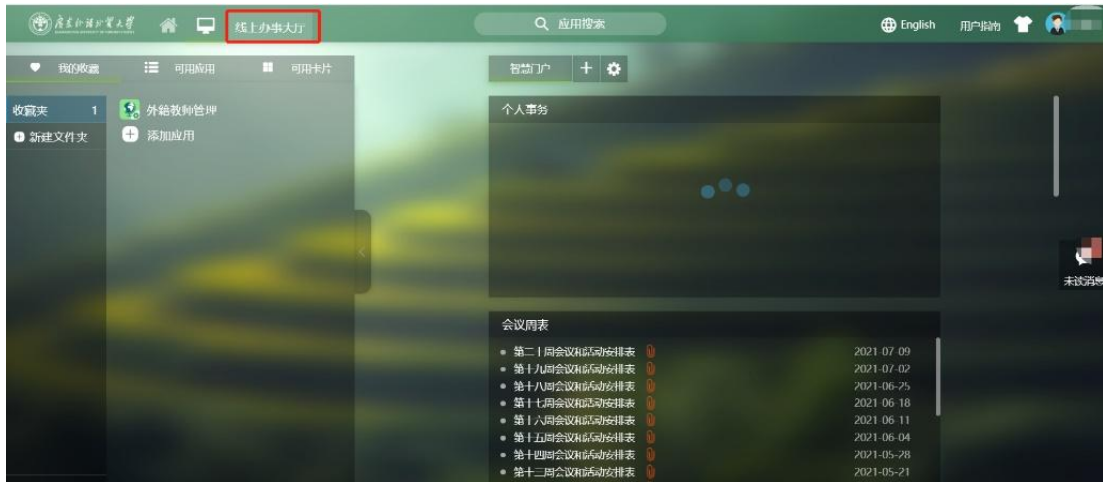 广东外语外贸大学
线上办事大厅
应用搜索
English
用户指南
我的收藏
可用应用
可用卡片
智慧门户
收藏夹 1
外籍教师管理
新建文件夹
添加应用
个人事务
未读消息
会议周表
第二十周会议和活动安排表 2021-07-09
第十九周会议和活动安排表 2021-07-02
第十八周会议和活动安排表 2021-06-25
第十七周会议和活动安排表 2021-06-18
第十六周会议和活动安排表 2021-06-11
第十五周会议和活动安排表 2021-06-04
第十四周会议和活动安排表 2021-05-28
第十三周会议和活动安排表 2021-05-21